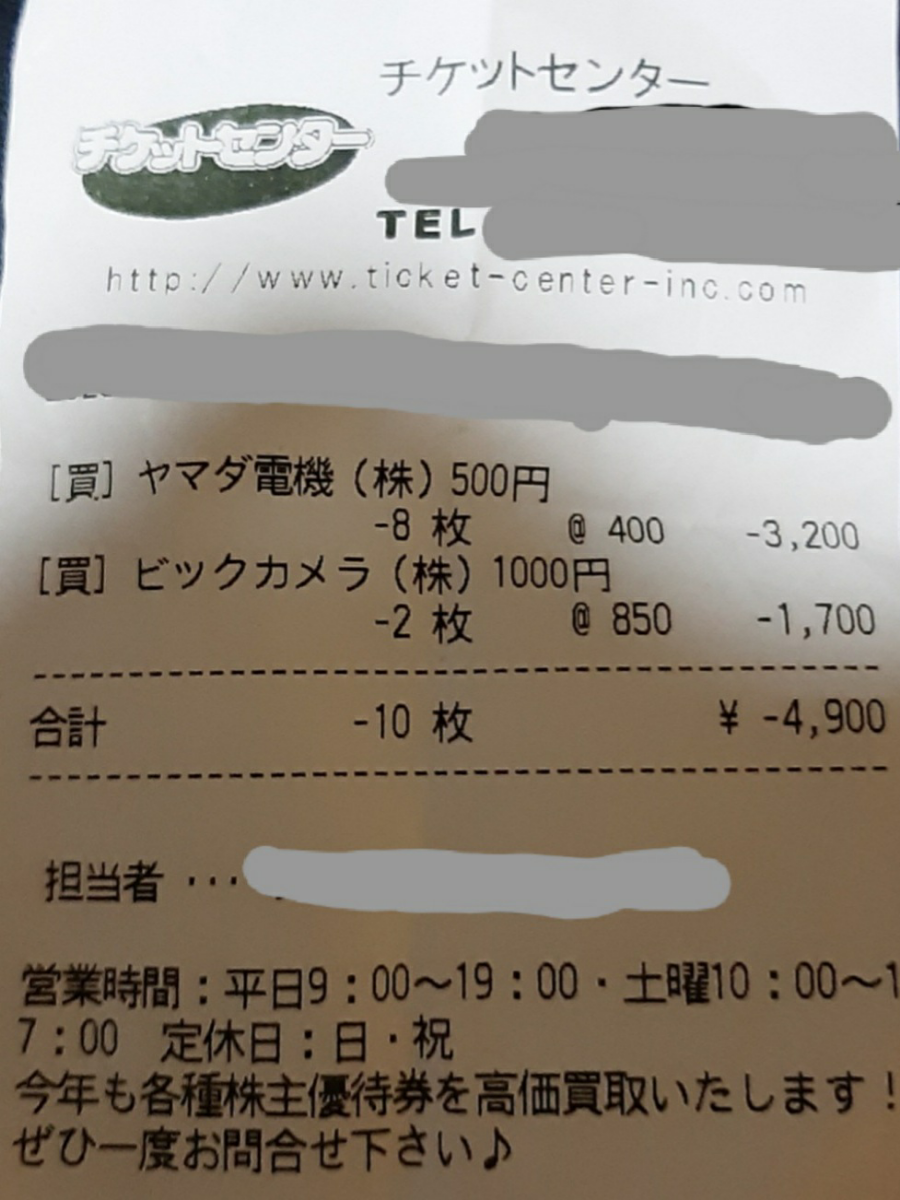 チケットセンター
チケットセンター
TEL
http://www.ticket-center-inc.com
[買] ヤマダ電機（株）500円
-8 枚 @ 400 -3,200
[買] ビックカメラ（株）1000円
-2 枚 @ 850 -1,700
合計 -10 枚 ¥ -4,900
担当者 ･･･
営業時間：平日9：00～19：00・土曜10：00～1
7：00 定休日：日・祝
今年も各種株主優待券を高価買取いたします！
ぜひ一度お問合せ下さい♪